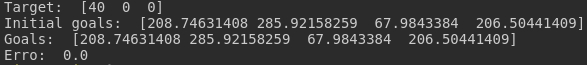 Target:  [40  0  0]
Initial goals:  [208.74631408 285.92158259  67.9843384  206.50441409]
Goals:  [208.74631408 285.92158259  67.9843384  206.50441409]
Erro:  0.0